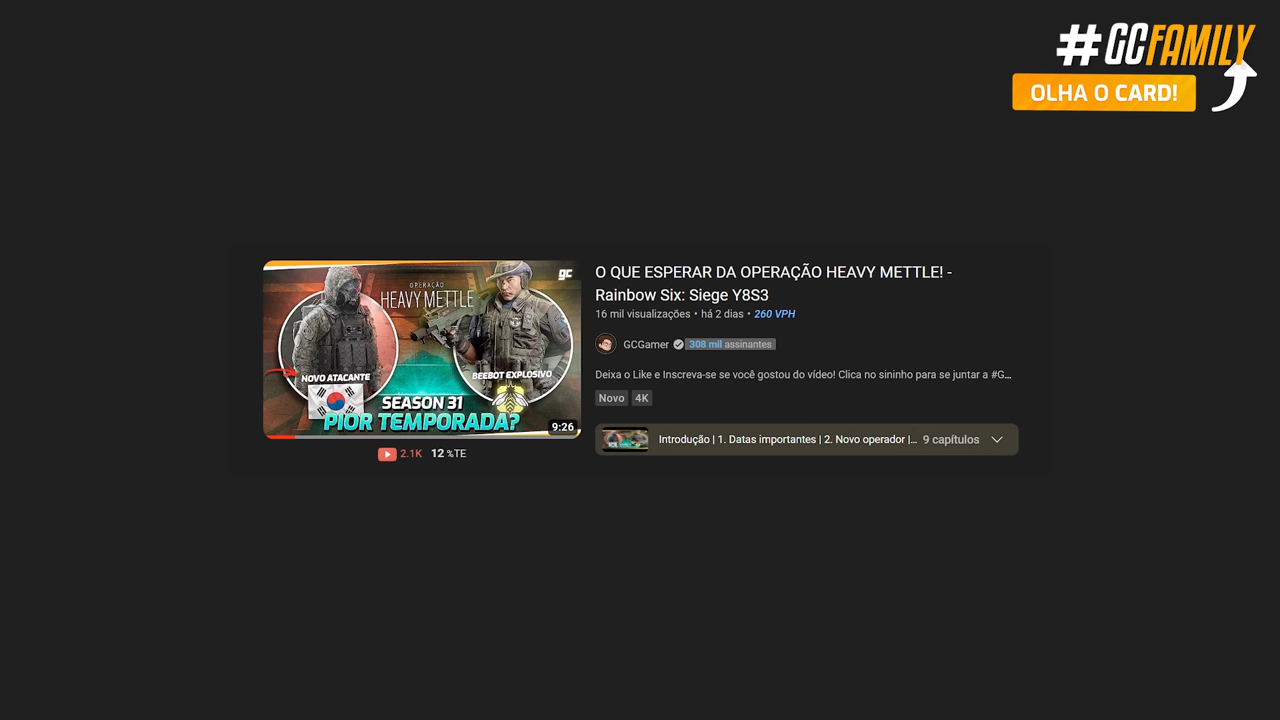 #GCFAMILY
OLHA O CARD!
gc
OPERAÇÃO
HEAVY METTLE
NOVO ATACANTE
BEEBOT EXPLOSIVO
SEASON 31
PIOR TEMPORADA?
9:26
2.1K 12 %TE
O QUE ESPERAR DA OPERAÇÃO HEAVY METTLE! -
Rainbow Six: Siege Y8S3
16 mil visualizações • há 2 dias • 260 VPH
GCGamer 308 mil assinantes
Deixa o Like e Inscreva-se se você gostou do vídeo! Clica no sininho para se juntar a #G...
Novo 4K
Introdução | 1. Datas importantes | 2. Novo operador |... 9 capítulos